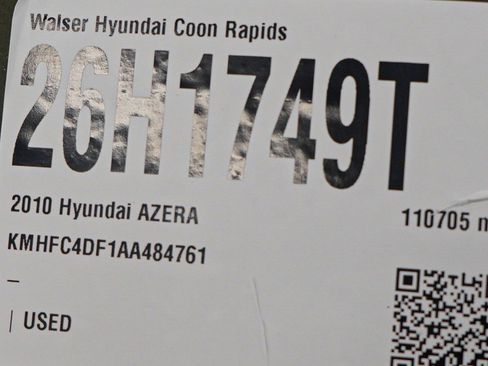 Walser Hyundai Coon Rapids
26H1749T
2010 Hyundai AZERA
110705 m
KMHFC4DF1AA484761
–
| USED